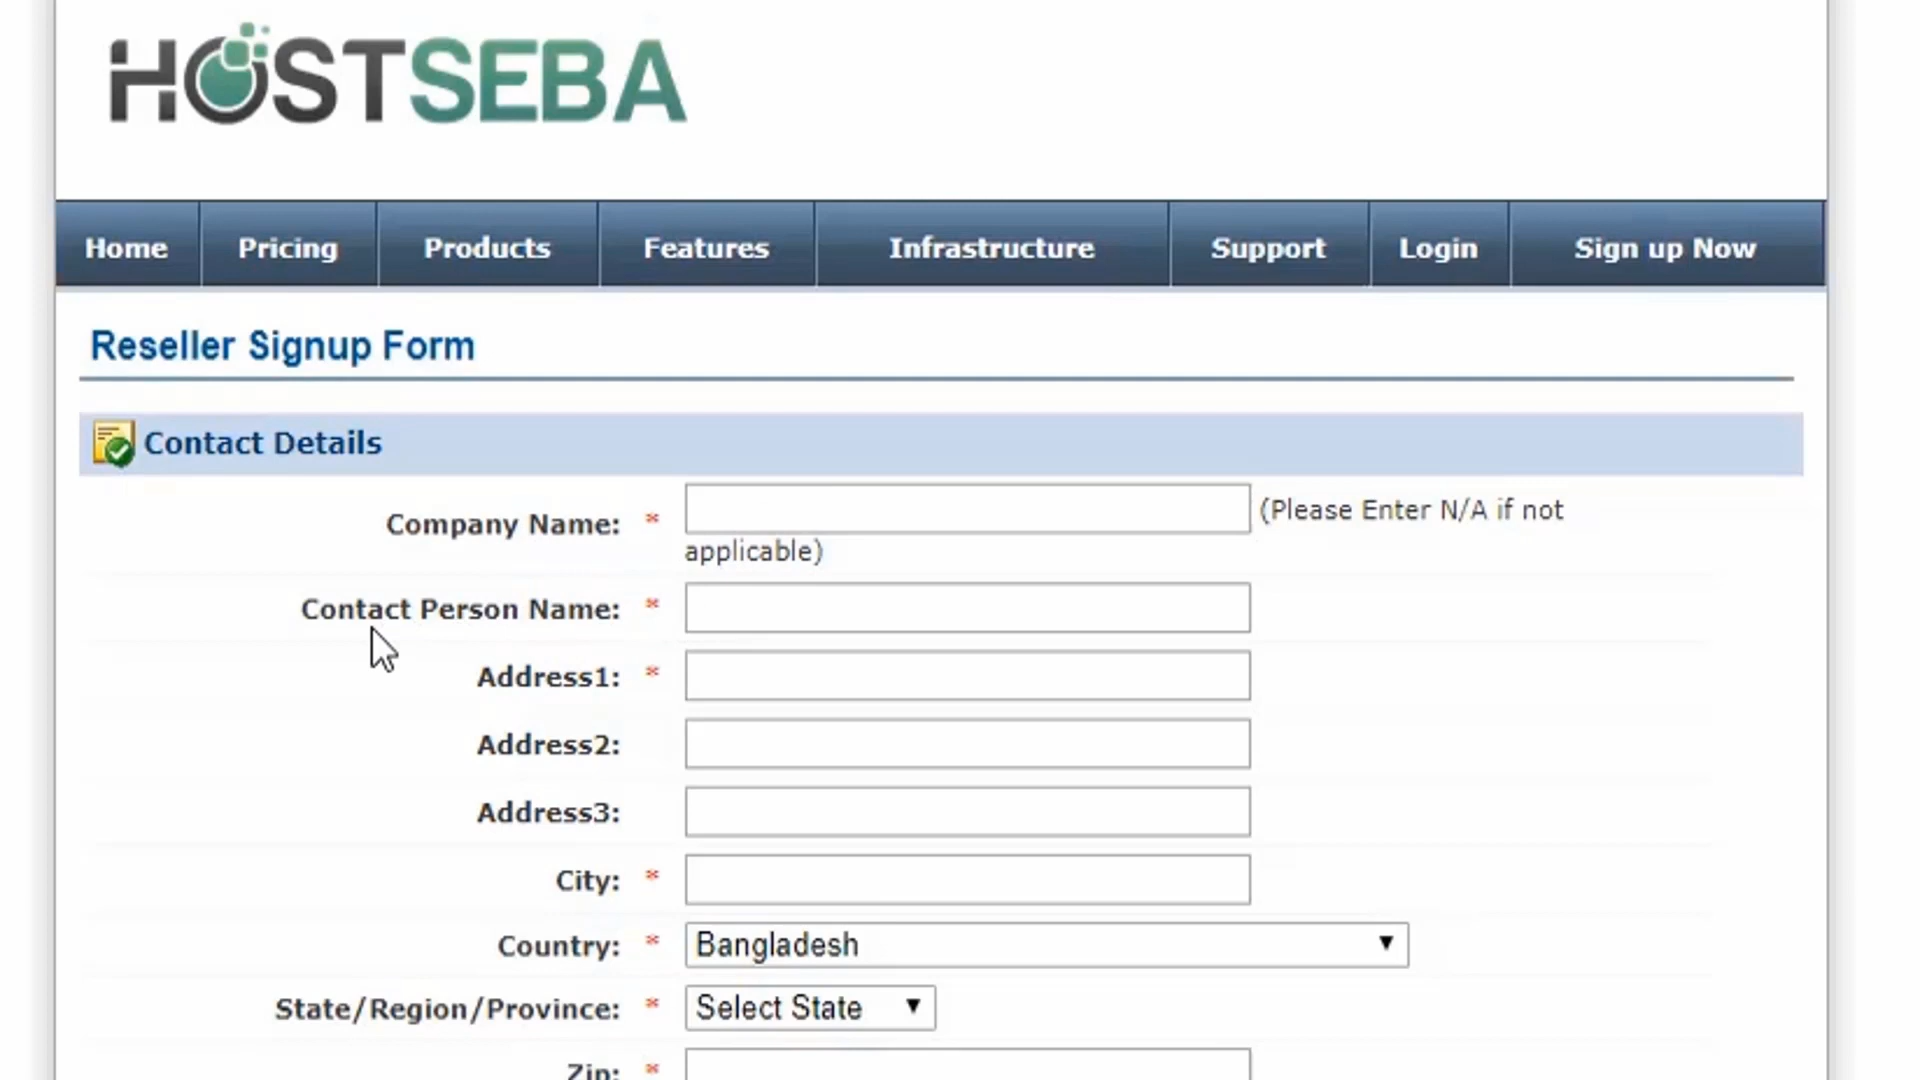 HOSTSEBA
Home Pricing Products Features Infrastructure Support Login Sign up Now
Reseller Signup Form
Contact Details
Company Name: * (Please Enter N/A if not
applicable)
Contact Person Name: *
Address1: *
Address2:
Address3:
City: *
Country: * Bangladesh
State/Region/Province: * Select State
Zip: *